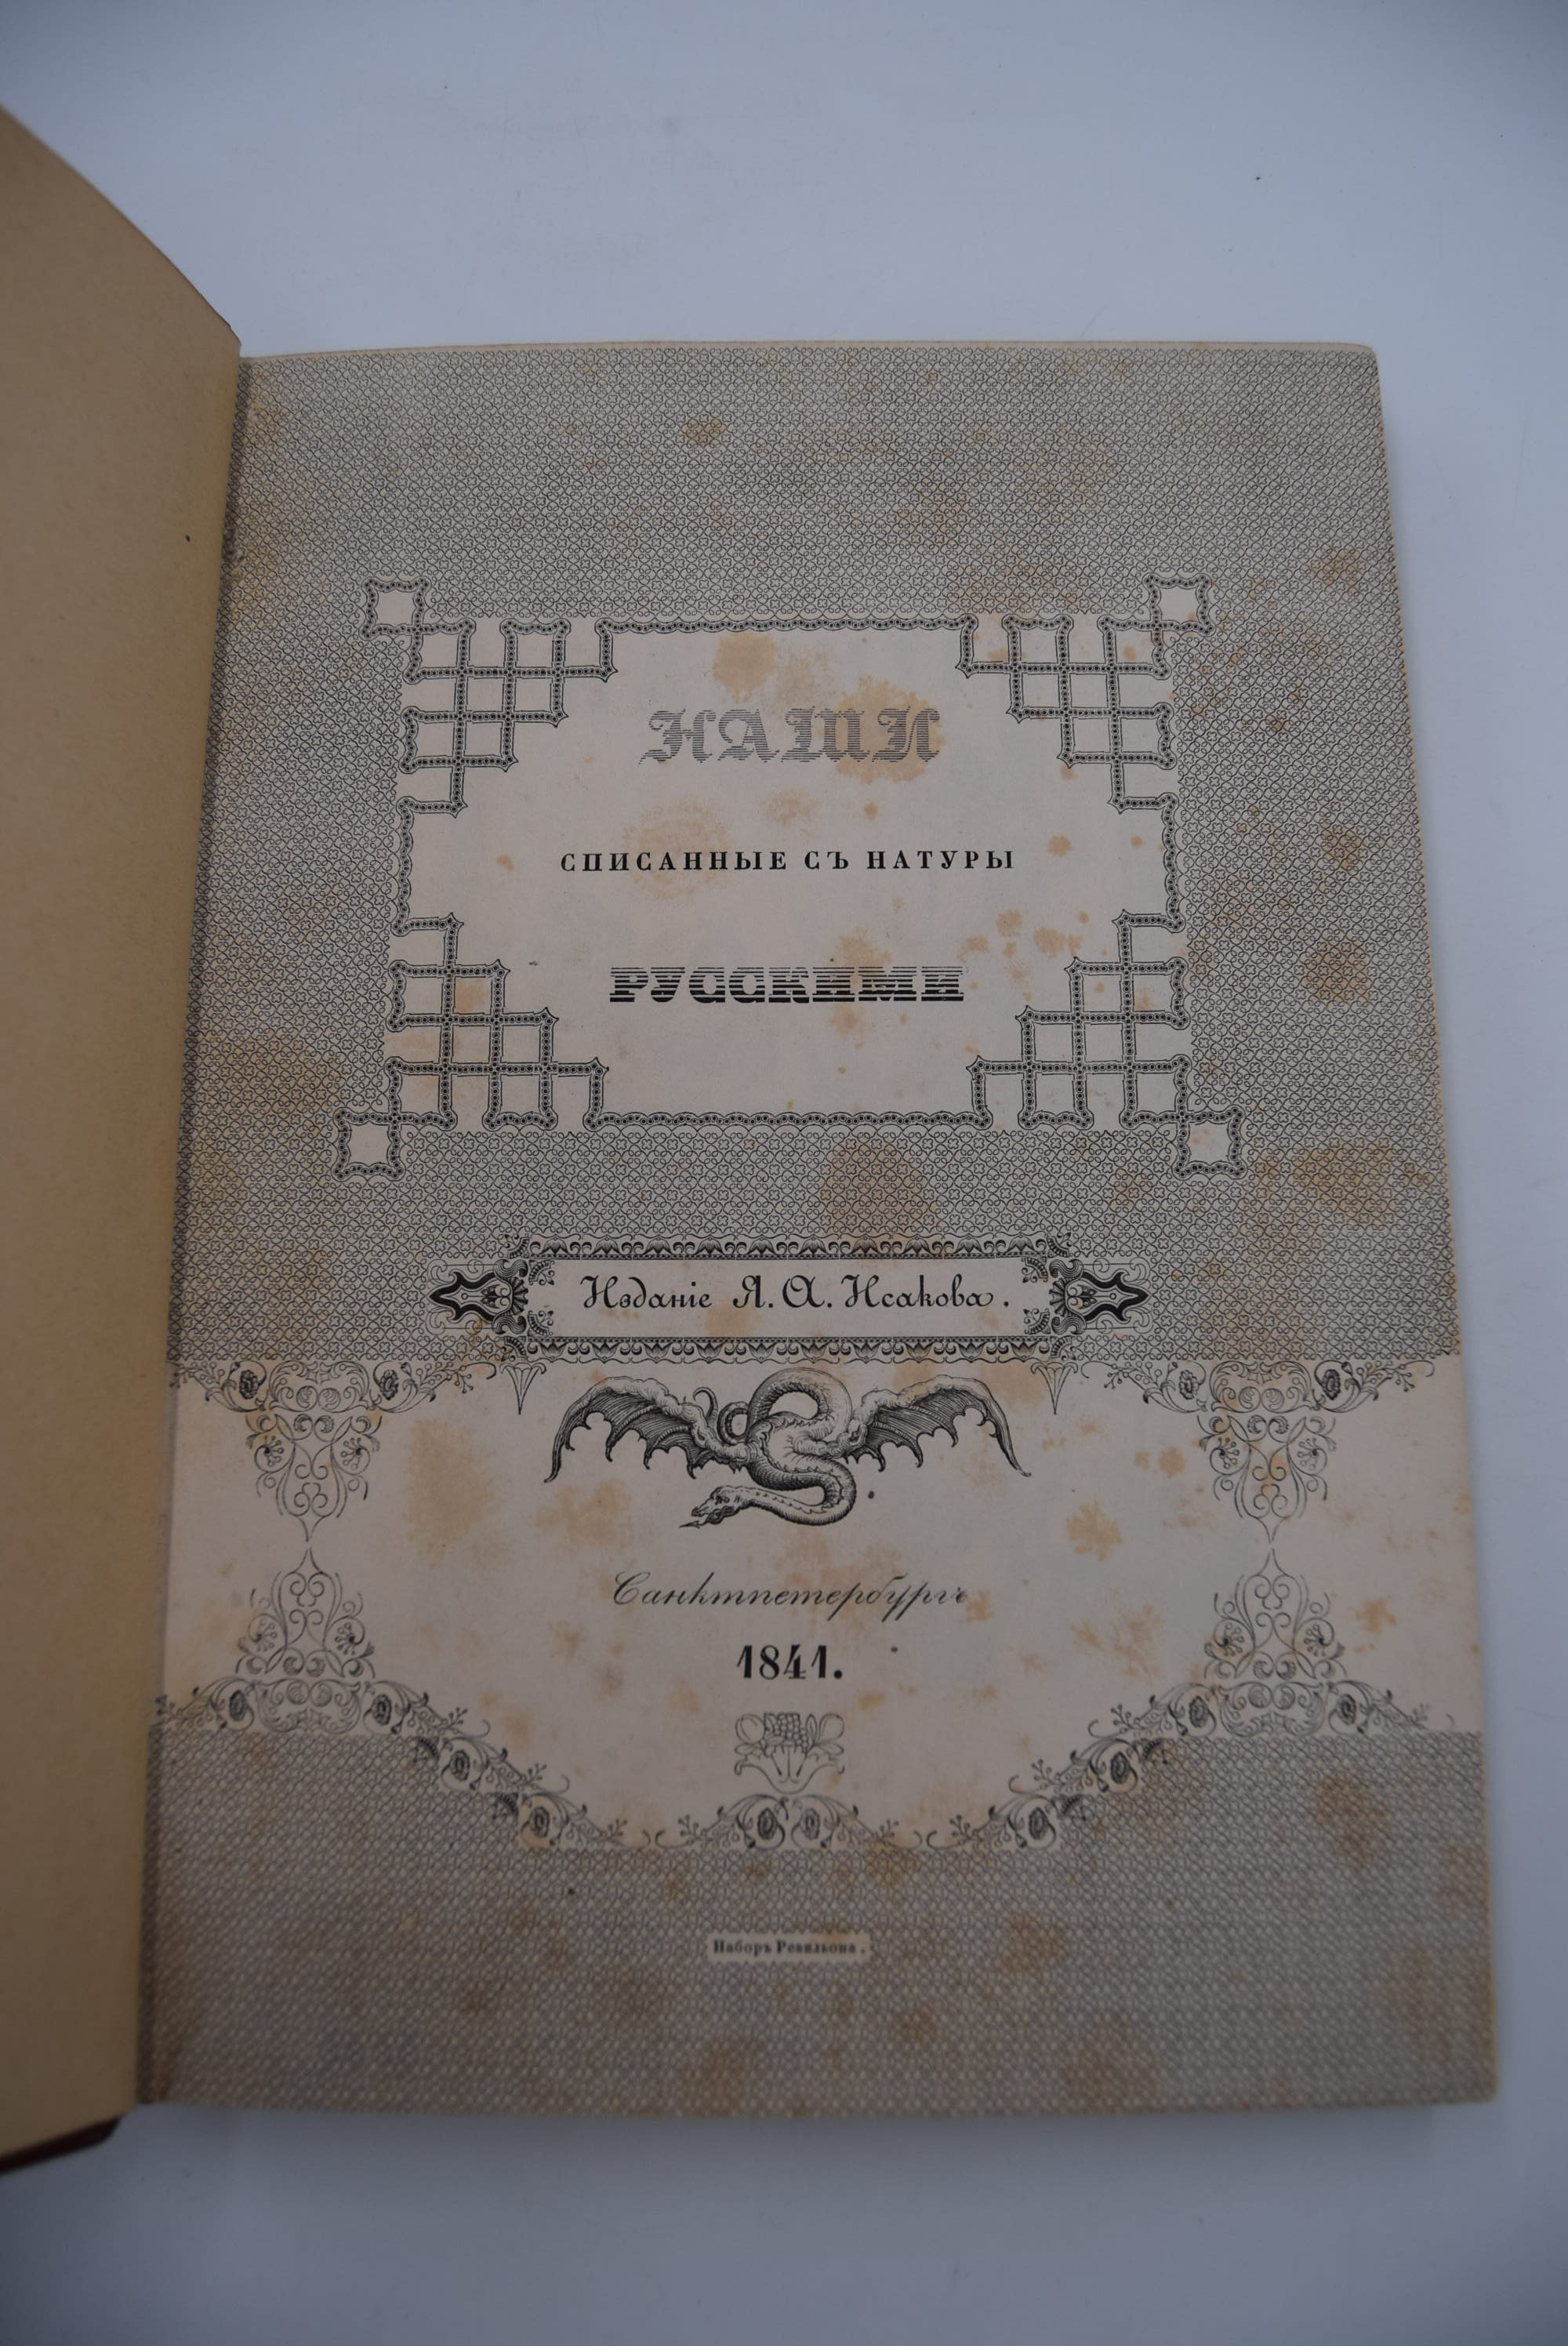 НАШИ
СПИСАННЫЕ СЪ НАТУРЫ
РУССКИМИ
Изданіе Я. А. Исакова.
Санктпетербургъ
1841.
Наборъ Ревильона.